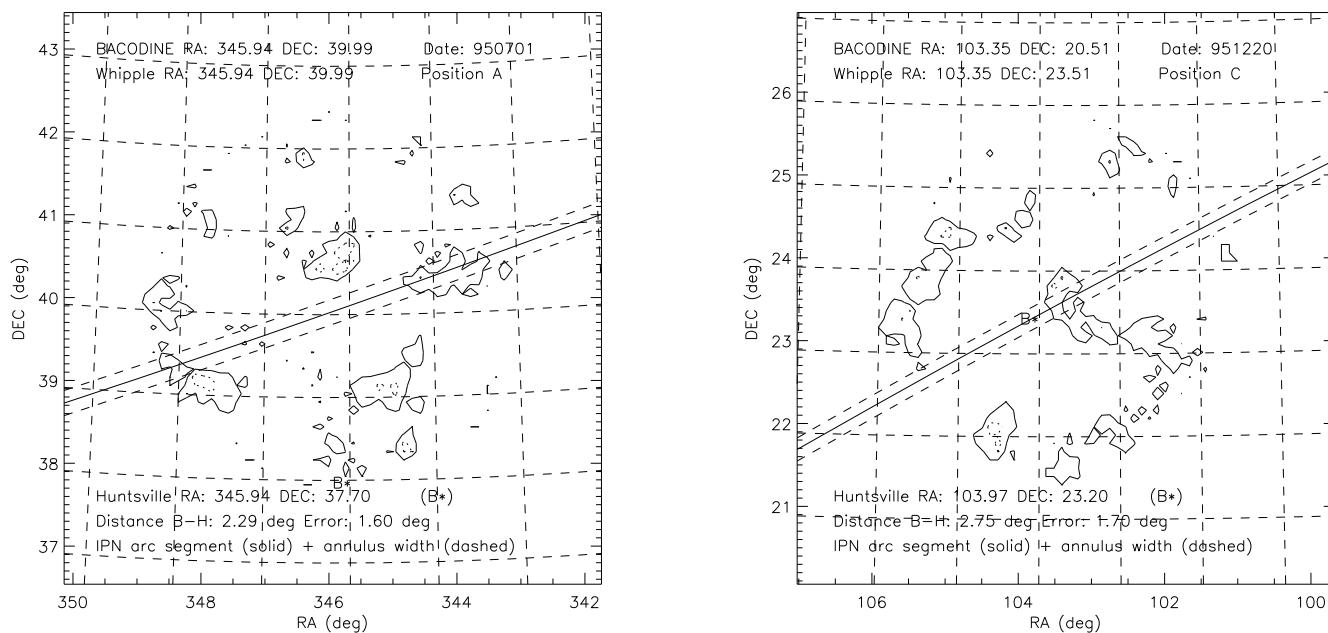 43
42
41
40
39
38
37
DEC (deg)
BACODINE RA: 345.94 DEC: 39.99 Date: 950701
Whipple RA: 345.94 DEC: 39.99 Position A
B*
Huntsville RA: 345.94 DEC: 37.70 (B*)
Distance B-H: 2.29 deg Error: 1.60 deg
IPN arc segment (solid) + annulus width (dashed)
350 348 346 344 342
RA (deg)
26
25
24
23
22
21
DEC (deg)
BACODINE RA: 103.35 DEC: 20.51 Date: 951220
Whipple RA: 103.35 DEC: 23.51 Position C
B*
Huntsville RA: 103.97 DEC: 23.20 (B*)
Distance B-H: 2.75 deg Error: 1.70 deg
IPN arc segment (solid) + annulus width (dashed)
106 104 102 100
RA (deg)